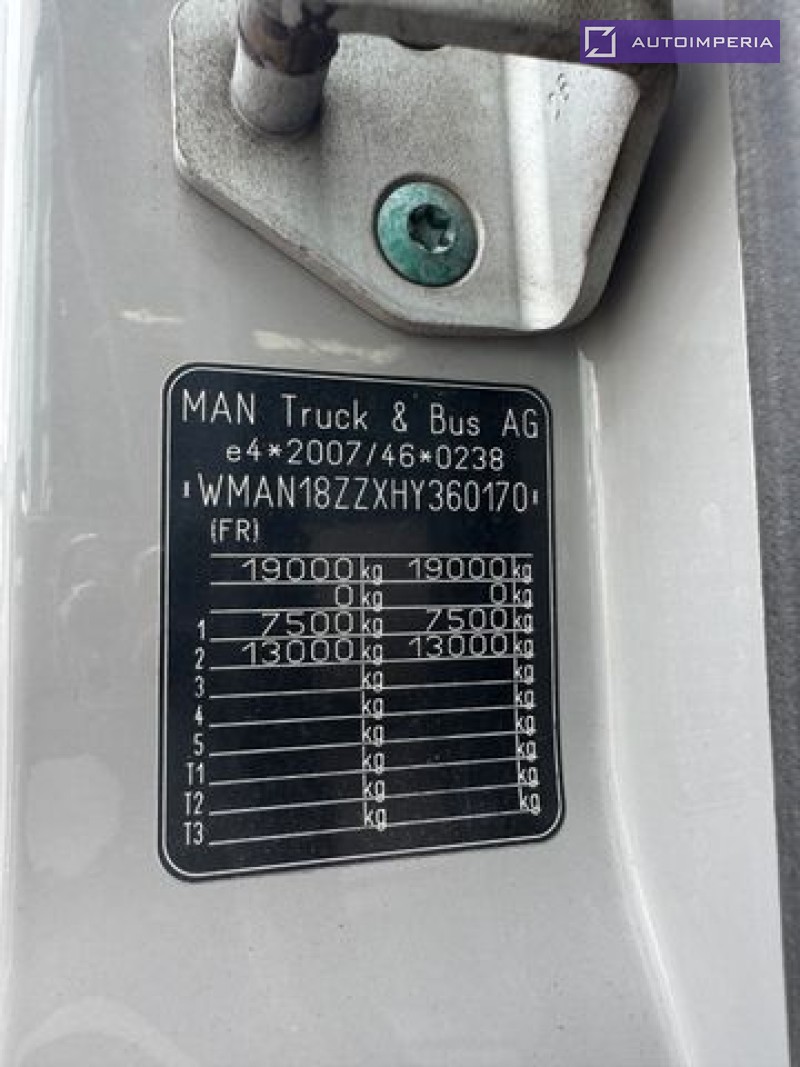 AUTOIMPERIA
MAN Truck & Bus AG
e4*2007/46*0238
*WMAN18ZZXHY360170*
(FR)
19000 kg 19000 kg
0 kg 0 kg
1 7500 kg 7500 kg
2 13000 kg 13000 kg
3 kg kg
4 kg kg
5 kg kg
T1 kg kg
T2 kg kg
T3 kg kg